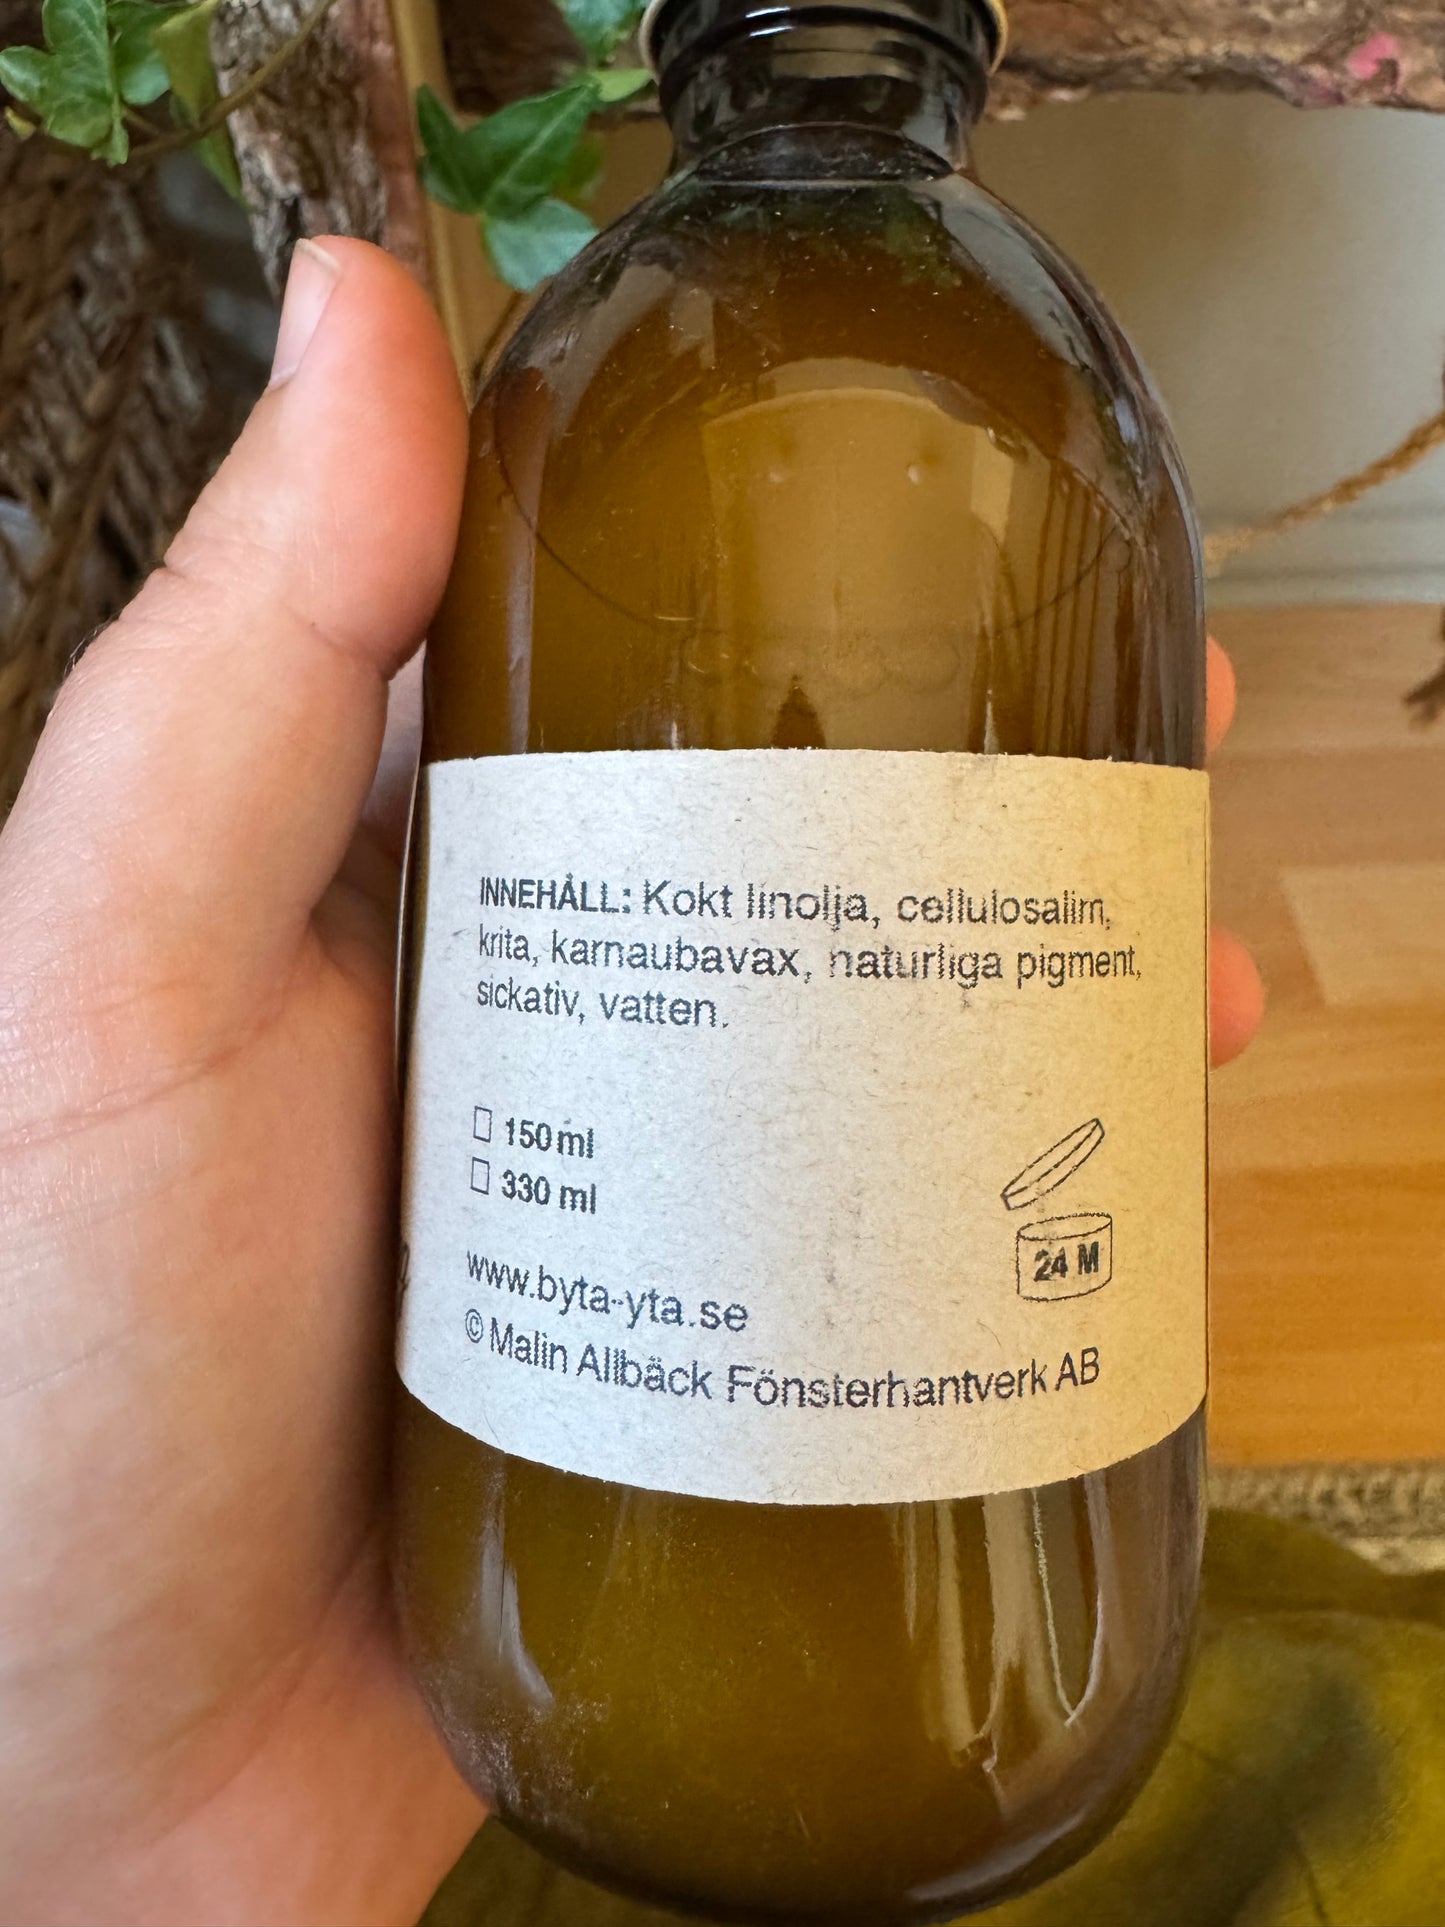 INNEHÅLL: Kokt linolja, cellulosalim,
krita, karnaubavax, naturliga pigment,
sickativ, vatten.
150 ml
330 ml
24 M
www.byta-yta.se
© Malin Allbäck Fönsterhantverk AB